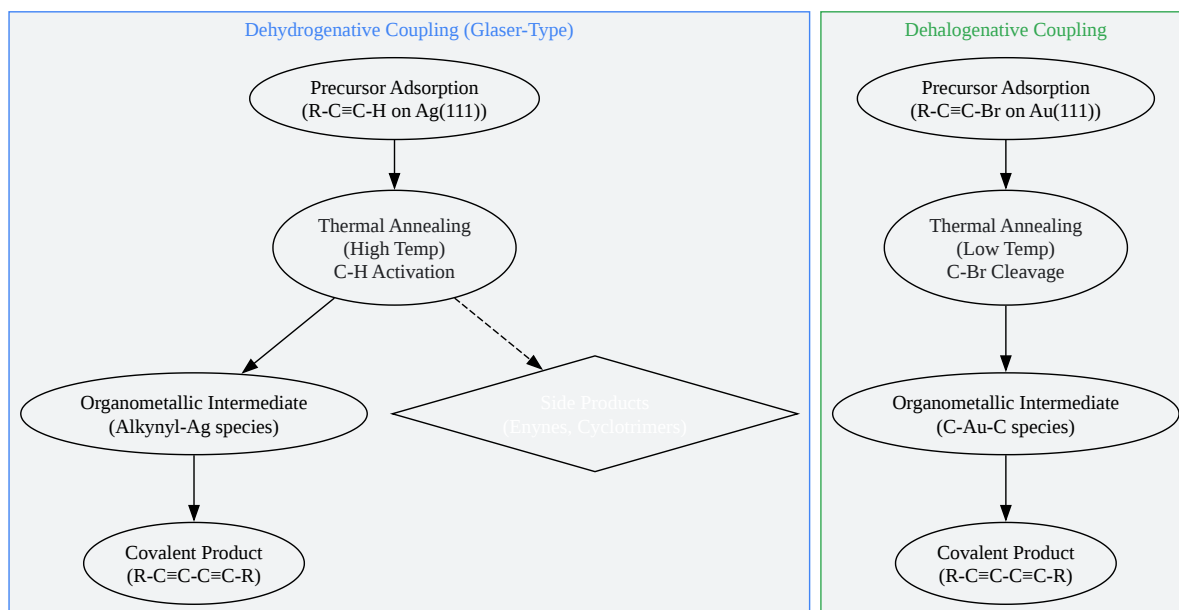 Dehydrogenative Coupling (Glaser-Type)
Precursor Adsorption
(R-C≡C-H on Ag(111))
Thermal Annealing
(High Temp)
C-H Activation
Organometallic Intermediate
(Alkynyl-Ag species)
Side Products
(Enynes, Cyclotrimers)
Covalent Product
(R-C≡C-C≡C-R)
Dehalogenative Coupling
Precursor Adsorption
(R-C≡C-Br on Au(111))
Thermal Annealing
(Low Temp)
C-Br Cleavage
Organometallic Intermediate
(C-Au-C species)
Covalent Product
(R-C≡C-C≡C-R)